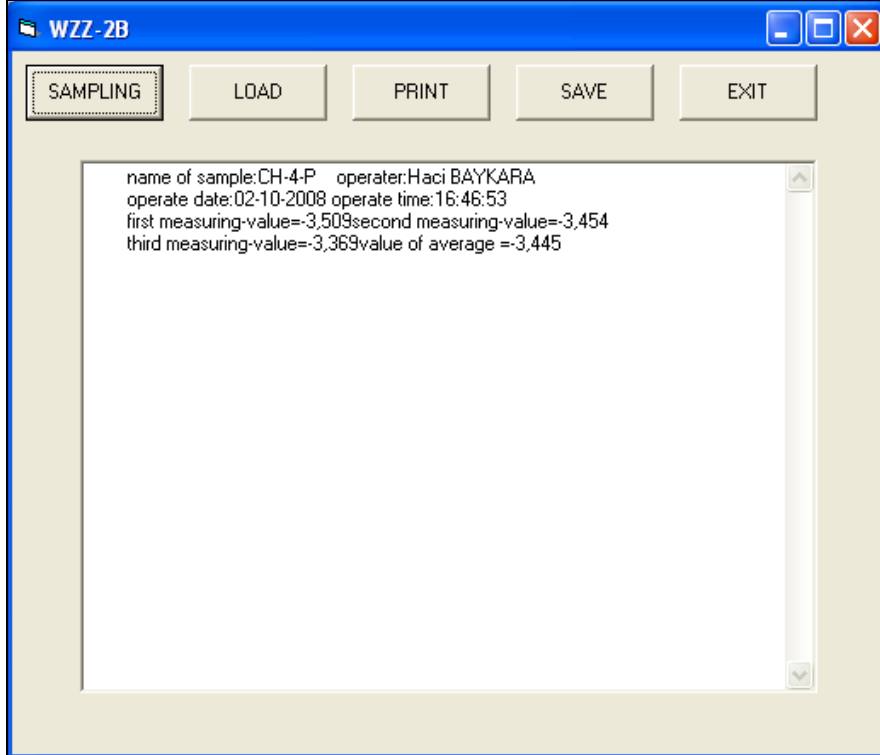 WZZ-2B
SAMPLING LOAD PRINT SAVE EXIT
name of sample:CH-4-P operater:Haci BAYKARA
operate date:02-10-2008 operate time:16:46:53
first measuring-value=-3,509second measuring-value=-3,454
third measuring-value=-3,369value of average =-3,445